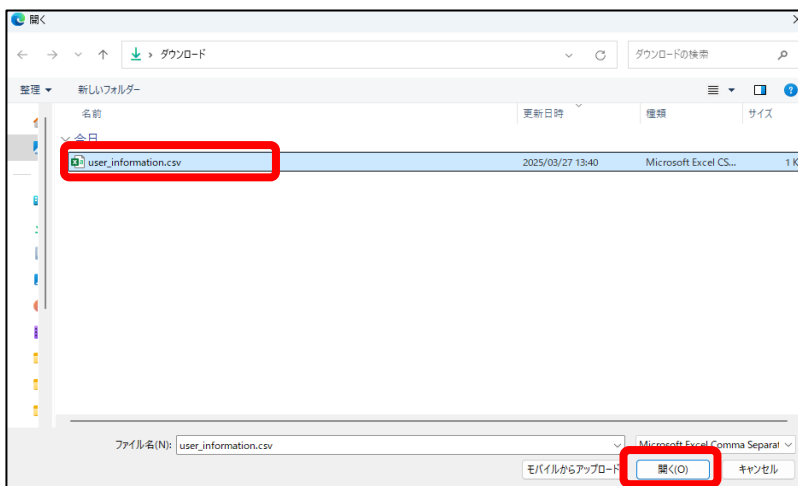 開く
ダウンロード
ダウンロードの検索
整理
新しいフォルダー
名前
更新日時
種類
サイズ
今日
user_information.csv
2025/03/27 13:40
Microsoft Excel CS...
1 K
ファイル名(N):
user_information.csv
Microsoft Excel Comma Separat
モバイルからアップロード
開く(O)
キャンセル